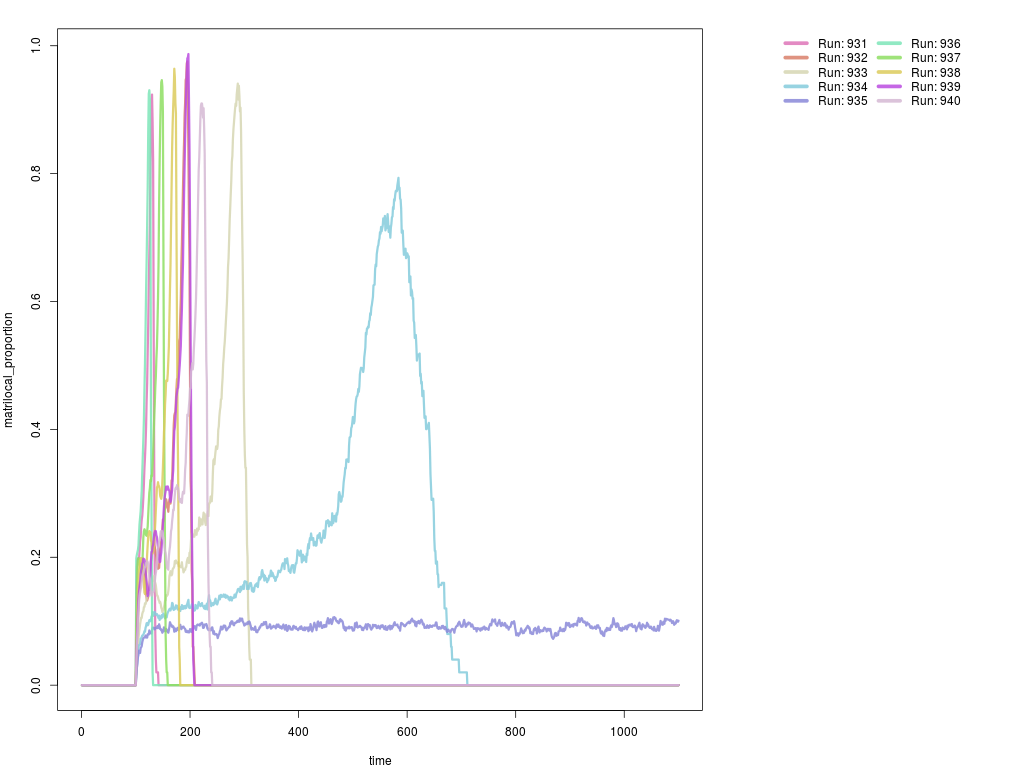 Run: 931 Run: 936
Run: 932 Run: 937
Run: 933 Run: 938
Run: 934 Run: 939
Run: 935 Run: 940
matrilocal_proportion
1.0
0.8
0.6
0.4
0.2
0.0
0 200 400 600 800 1000
time